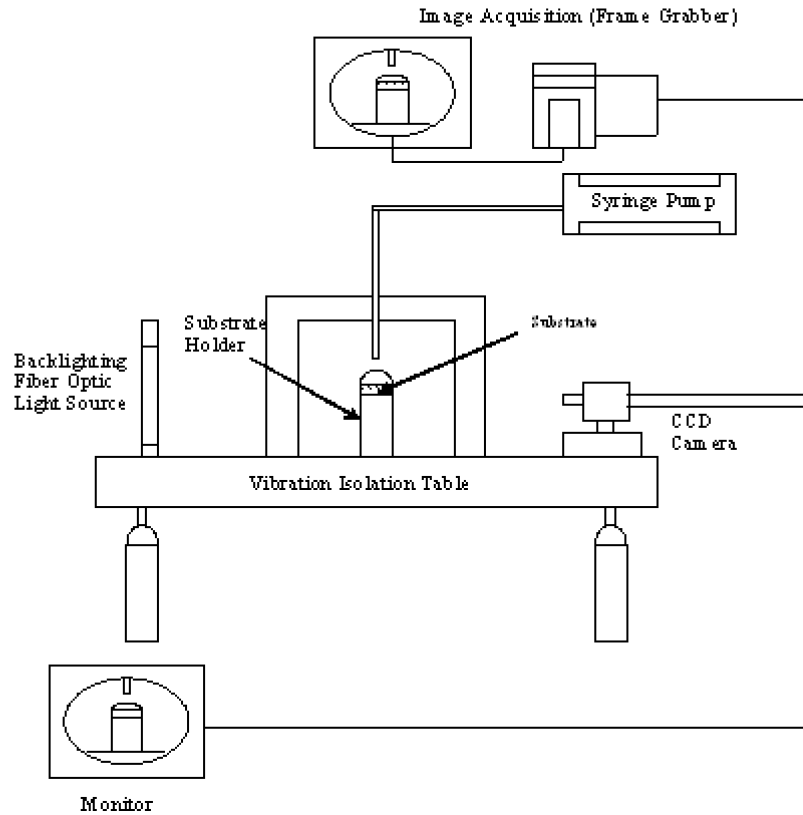 Image Acquisition (Frame Grabber)
Syringe Pump
Substrate
Holder
Substrate
Backlighting
Fiber Optic
Light Source
CCD
Camera
Vibration Isolation Table
Monitor